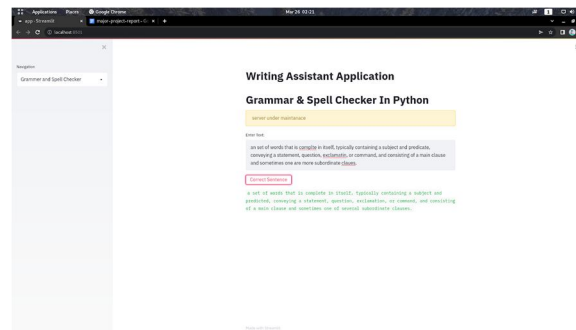 Applications Places Google Chrome Mar 26 02:21
app · Streamlit major-project-report
localhost:8501
Navigation
Grammer and Spell Checker
Writing Assistant Application
Grammar & Spell Checker In Python
server under maintenance
Enter Text
an set of words that is complte in itself, typically containing a subject and predicate,
conveying a statement, question, exclamatin, or command, and consisting of a main clause
and sometimes one are more subordinate claues.
Correct Sentence
a set of words that is complete in itself, typically containing a subject and
predicted, conveying a statement, question, exclamation, or command, and consisting
of a main clause and sometimes one of several subordinate clauses.
Made with Streamlit